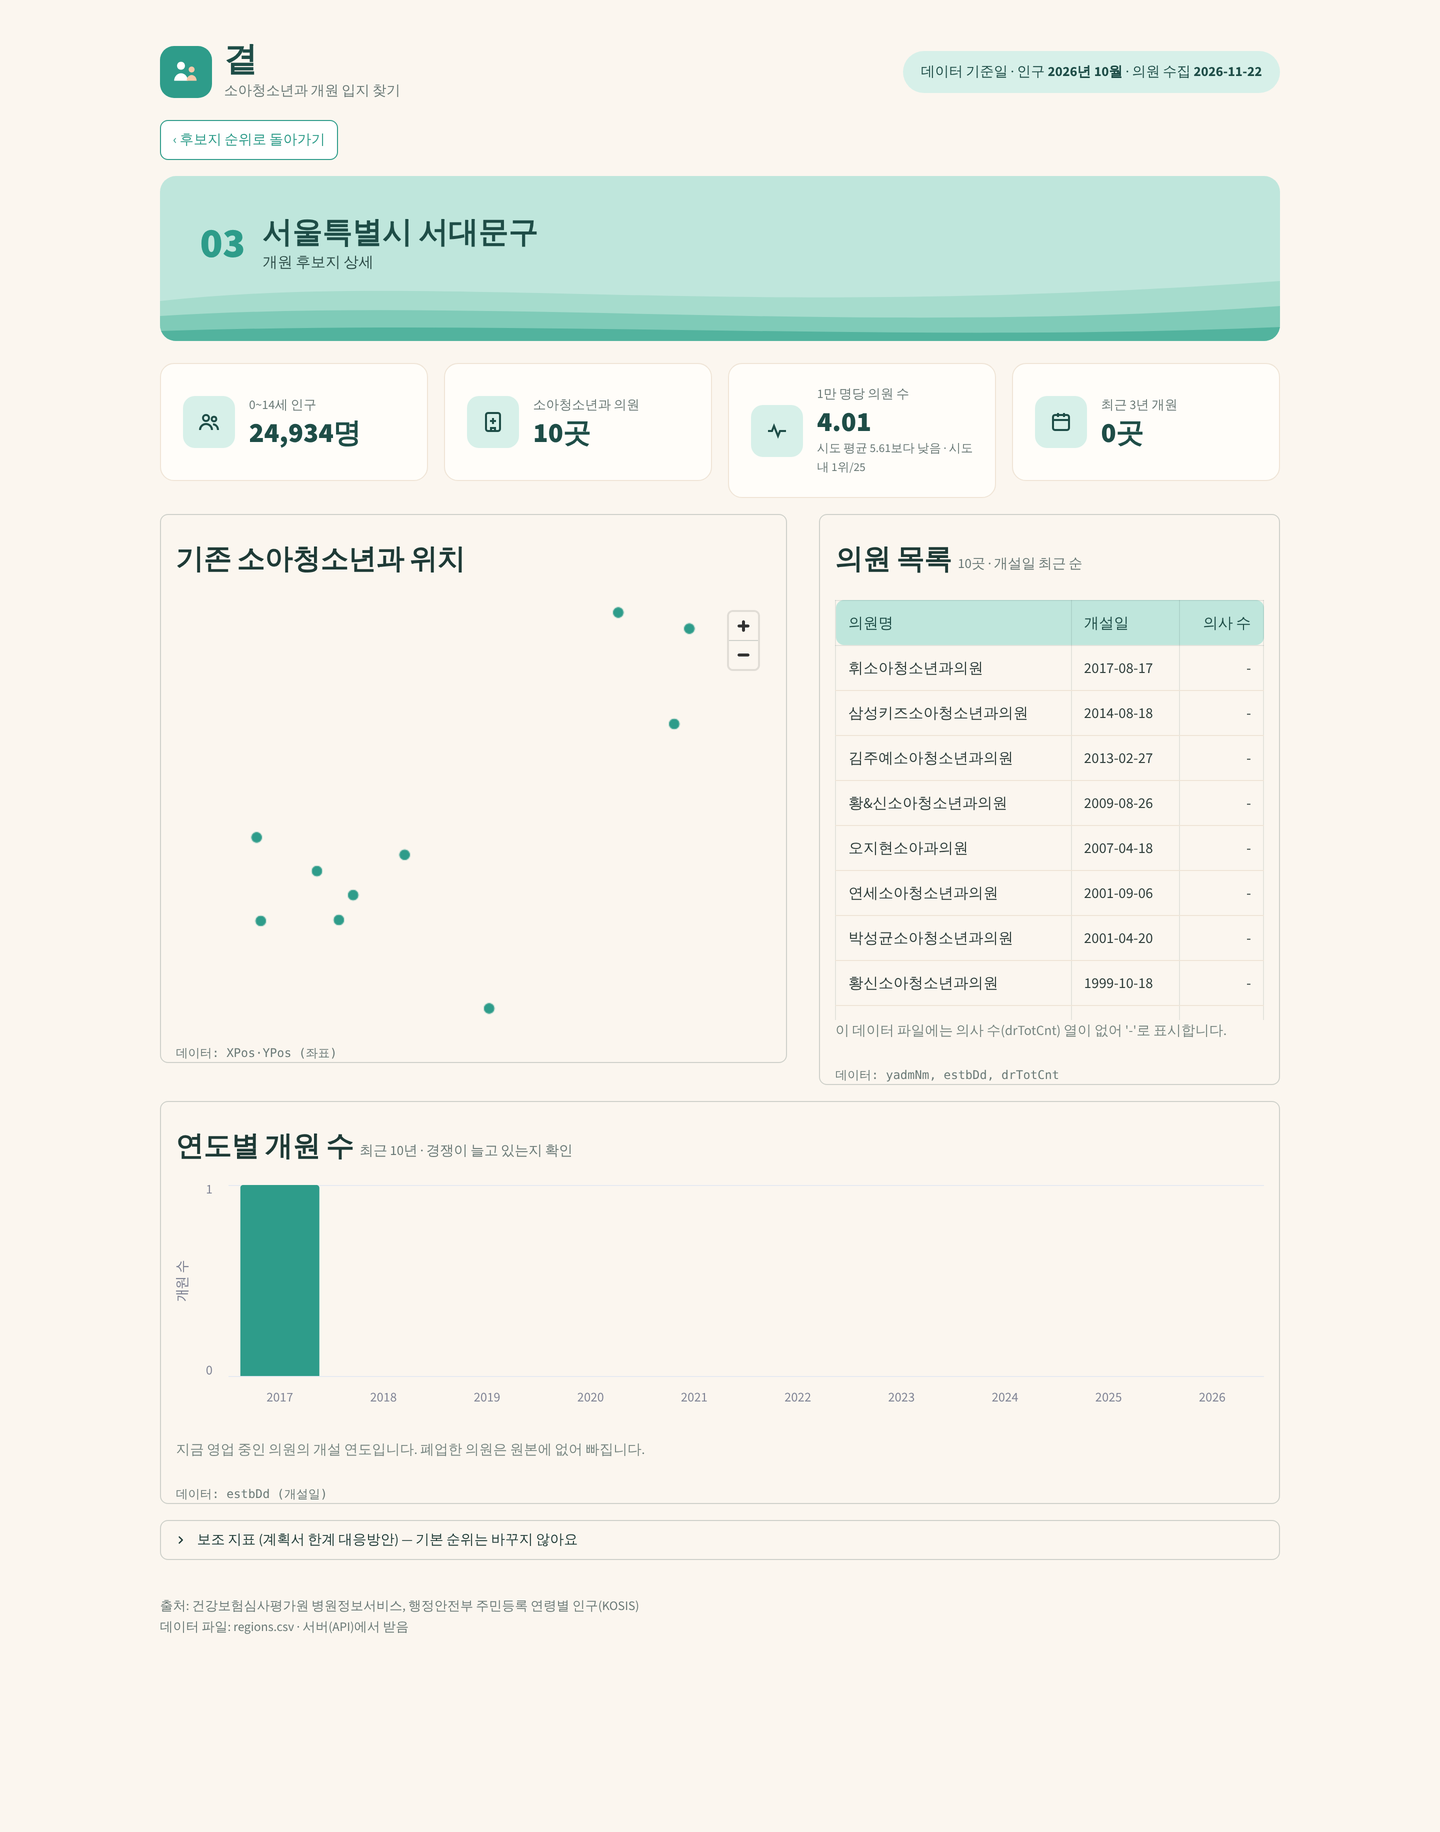 곁
소아청소년과 개원 입지 찾기
데이터 기준일 · 인구 2026년 10월 · 의원 수집 2026-11-22
‹ 후보지 순위로 돌아가기
03
서울특별시 서대문구
개원 후보지 상세
0~14세 인구
24,934명
소아청소년과 의원
10곳
1만 명당 의원 수
4.01
시도 평균 5.61보다 낮음 · 시도
내 1위/25
최근 3년 개원
0곳
기존 소아청소년과 위치
데이터: XPos·YPos (좌표)
의원 목록 10곳 · 개설일 최근 순
의원명 개설일 의사 수
휘소아청소년과의원 2017-08-17 -
삼성키즈소아청소년과의원 2014-08-18 -
김주예소아청소년과의원 2013-02-27 -
황&신소아청소년과의원 2009-08-26 -
오지현소아과의원 2007-04-18 -
연세소아청소년과의원 2001-09-06 -
박성균소아청소년과의원 2001-04-20 -
황신소아청소년과의원 1999-10-18 -
이 데이터 파일에는 의사 수(drTotCnt) 열이 없어 '-'로 표시합니다.
데이터: yadmNm, estbDd, drTotCnt
연도별 개원 수 최근 10년 · 경쟁이 늘고 있는지 확인
개원 수
1
0
2017 2018 2019 2020 2021 2022 2023 2024 2025 2026
지금 영업 중인 의원의 개설 연도입니다. 폐업한 의원은 원본에 없어 빠집니다.
데이터: estbDd (개설일)
› 보조 지표 (계획서 한계 대응방안) — 기본 순위는 바꾸지 않아요
출처: 건강보험심사평가원 병원정보서비스, 행정안전부 주민등록 연령별 인구(KOSIS)
데이터 파일: regions.csv · 서버(API)에서 받음